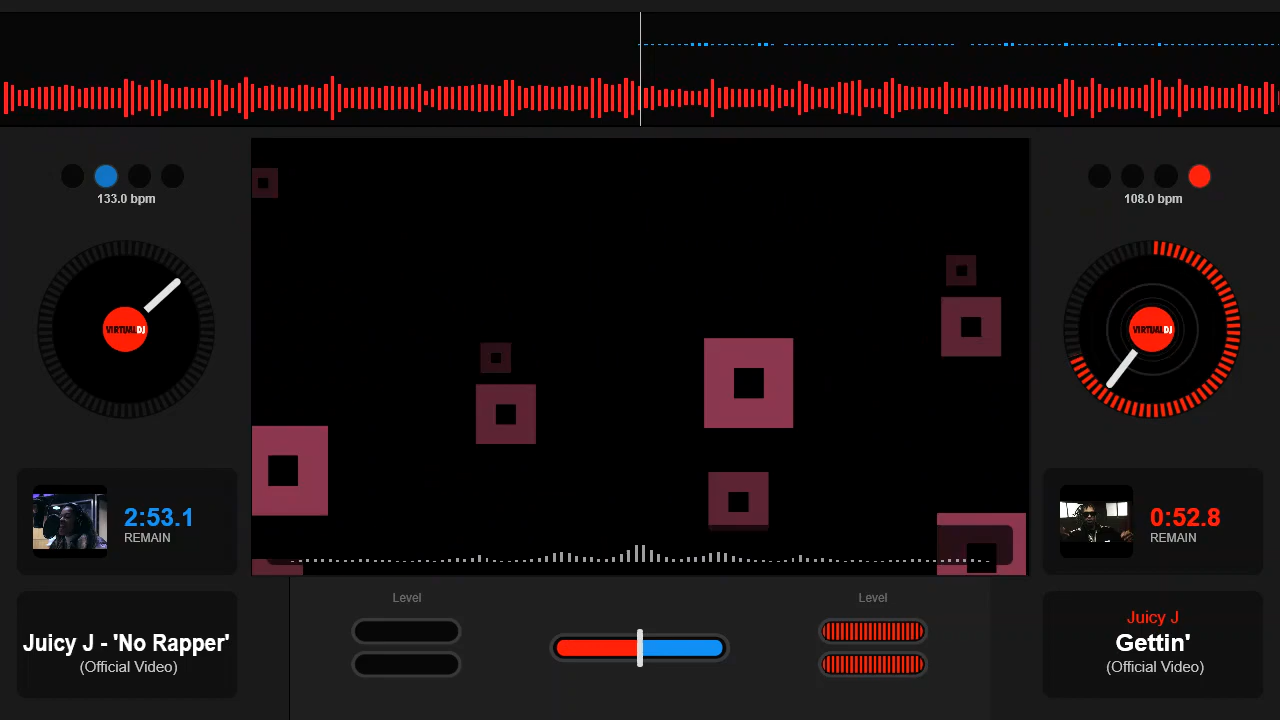 133.0 bpm
108.0 bpm
VIRTUALDJ
VIRTUALDJ
2:53.1
REMAIN
0:52.8
REMAIN
Level
Level
Juicy J - 'No Rapper'
(Official Video)
Juicy J
Gettin'
(Official Video)